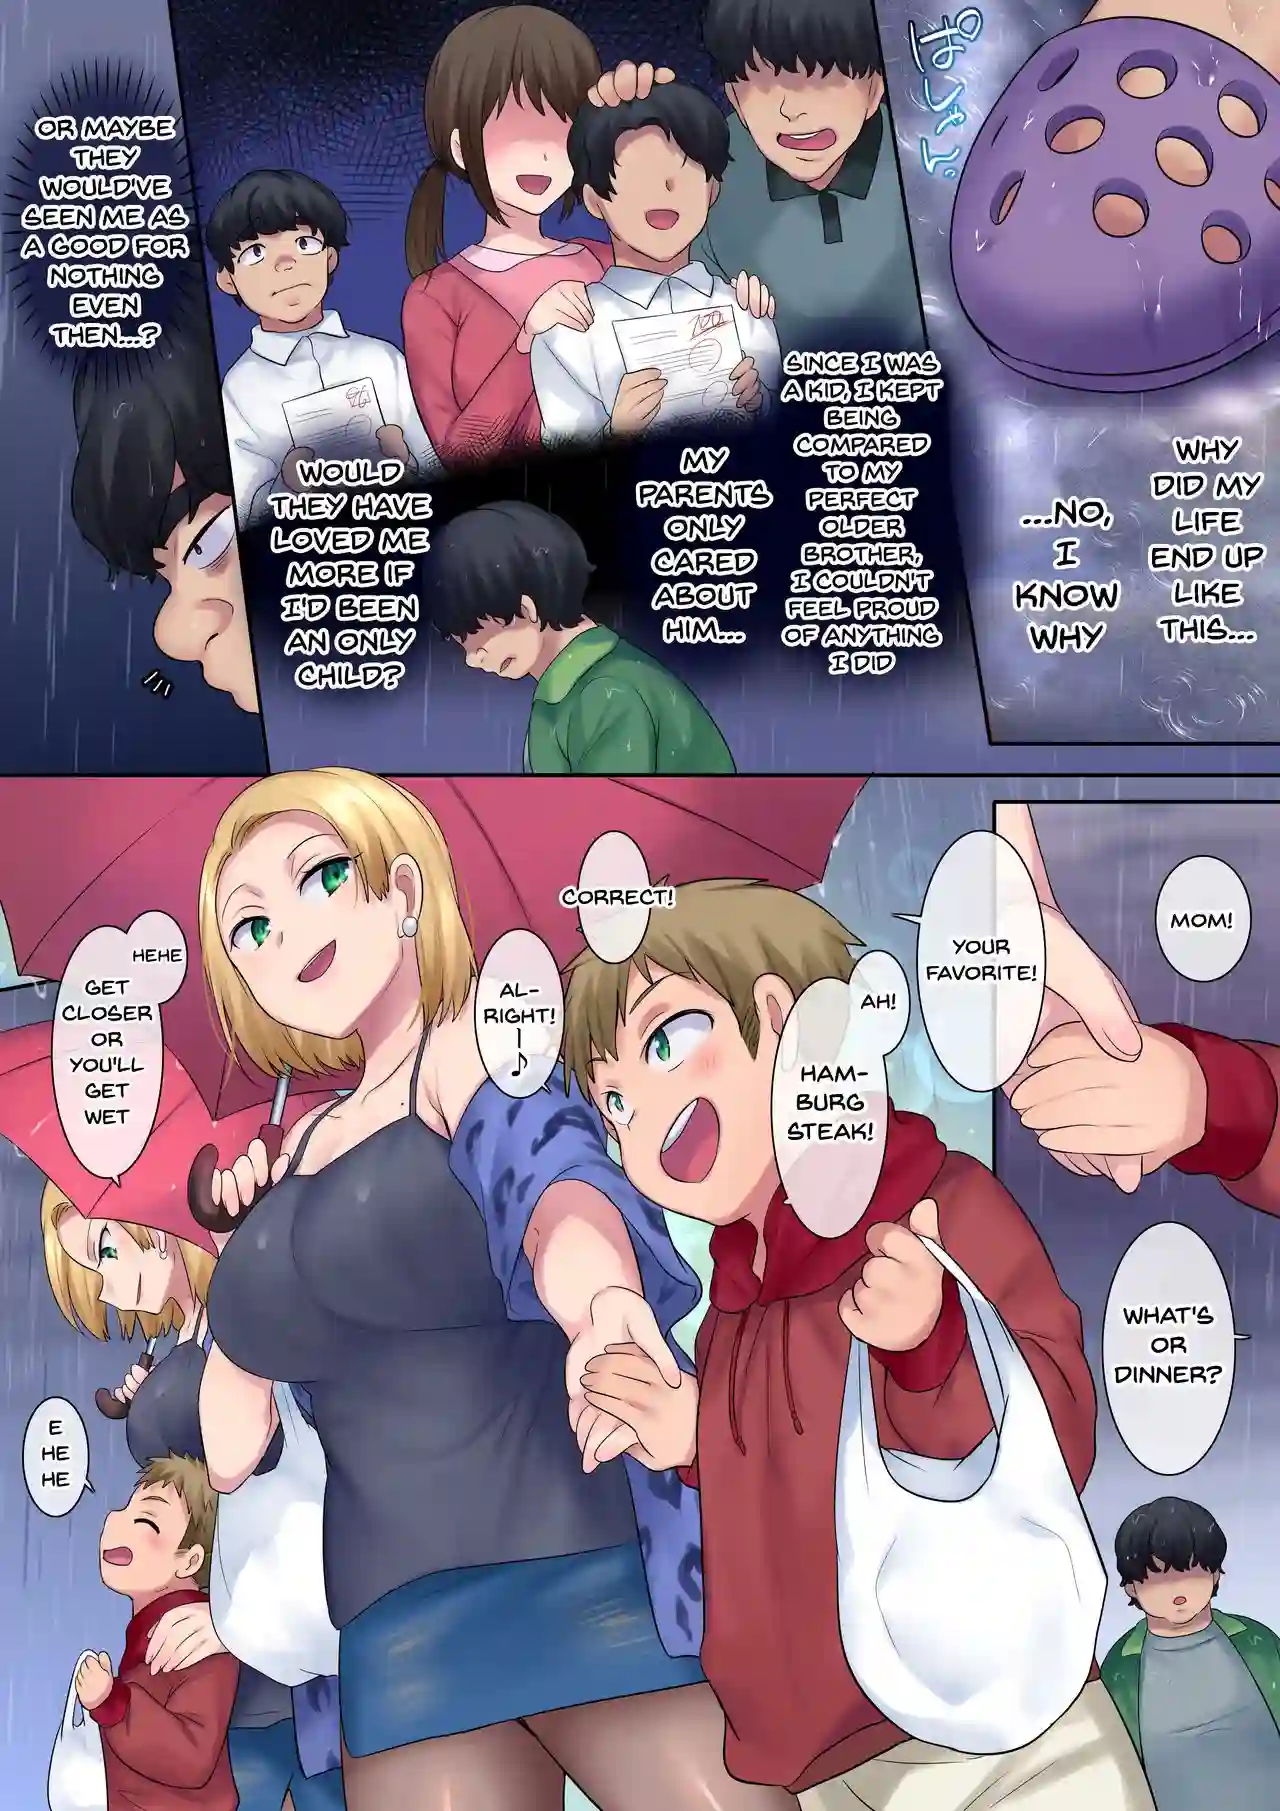 ぱしゃん
WHY
DID MY
LIFE
END UP
LIKE
THIS...
...NO,
I
KNOW
WHY
SINCE I WAS
A KID, I KEPT
BEING
COMPARED
TO MY
PERFECT
OLDER
BROTHER,
I COULDN'T
FEEL PROUD
OF ANYTHING
I DID
MY
PARENTS
ONLY
CARED
ABOUT
HIM...
100
26
WOULD
THEY HAVE
LOVED ME
MORE IF
I'D BEEN
AN ONLY
CHILD?
OR MAYBE
THEY
WOULD'VE
SEEN ME AS
A GOOD FOR
NOTHING
EVEN
THEN...?
MOM!
WHAT'S
OR
DINNER?
YOUR
FAVORITE!
AH!
HAM-
BURG
STEAK!
CORRECT!
AL-
RIGHT!
ー♪
HEHE
GET
CLOSER
OR
YOU'LL
GET
WET
E
HE
HE